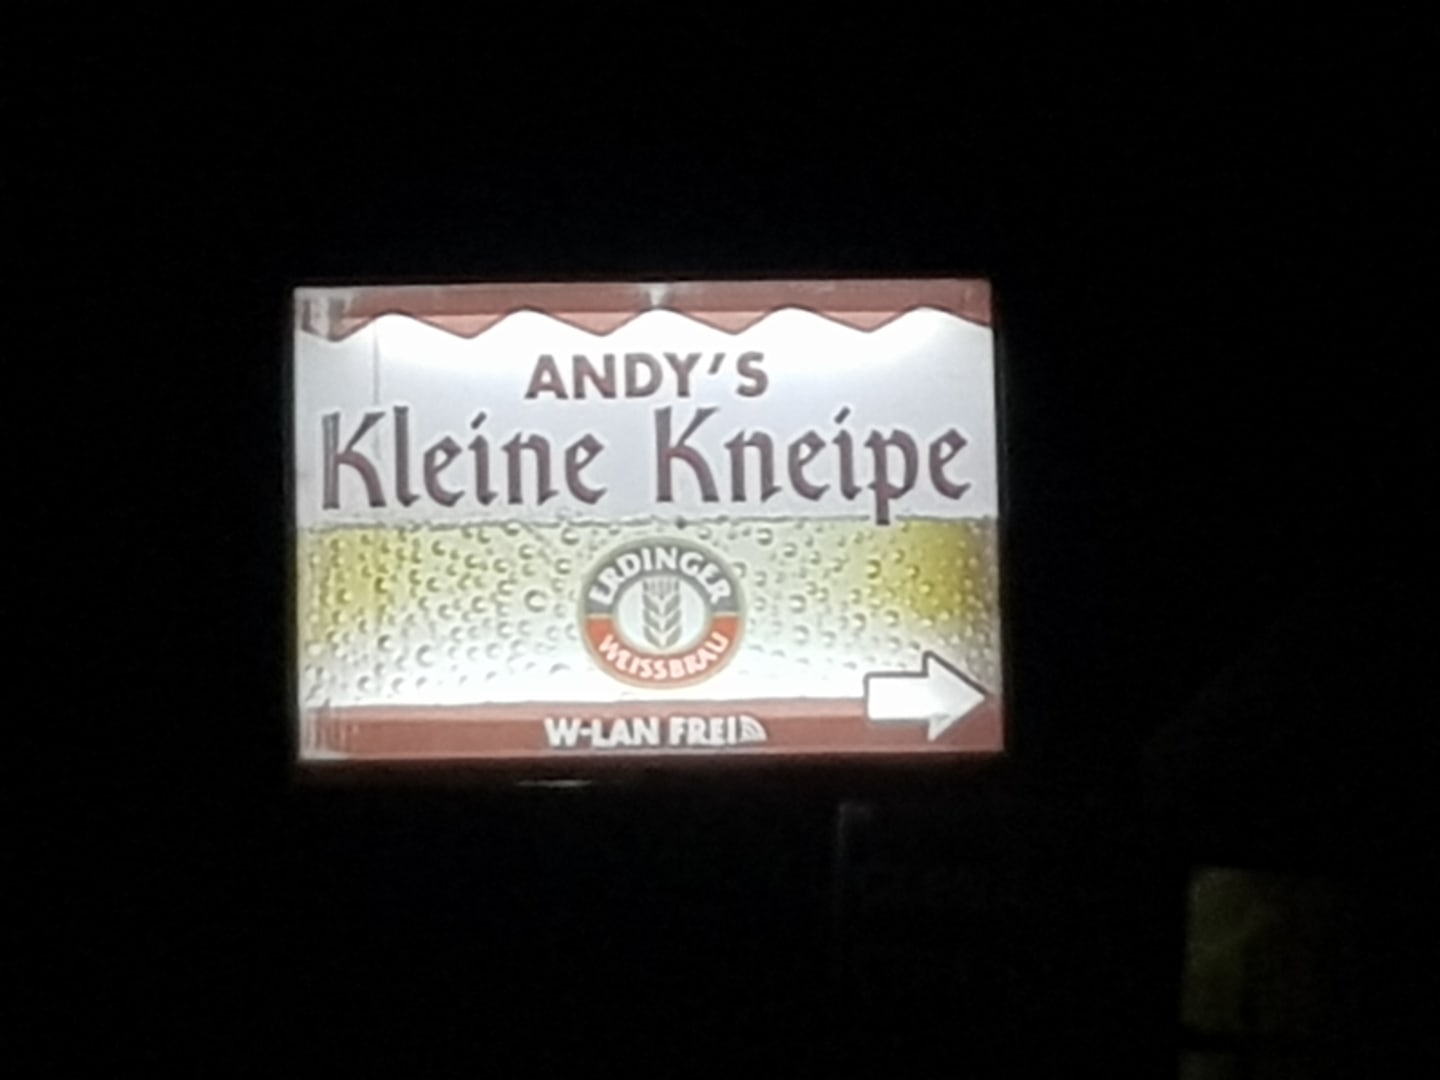 ANDY'S
Kleine Kneipe
ERDINGER
WEISSBRÄU
W-LAN FREI